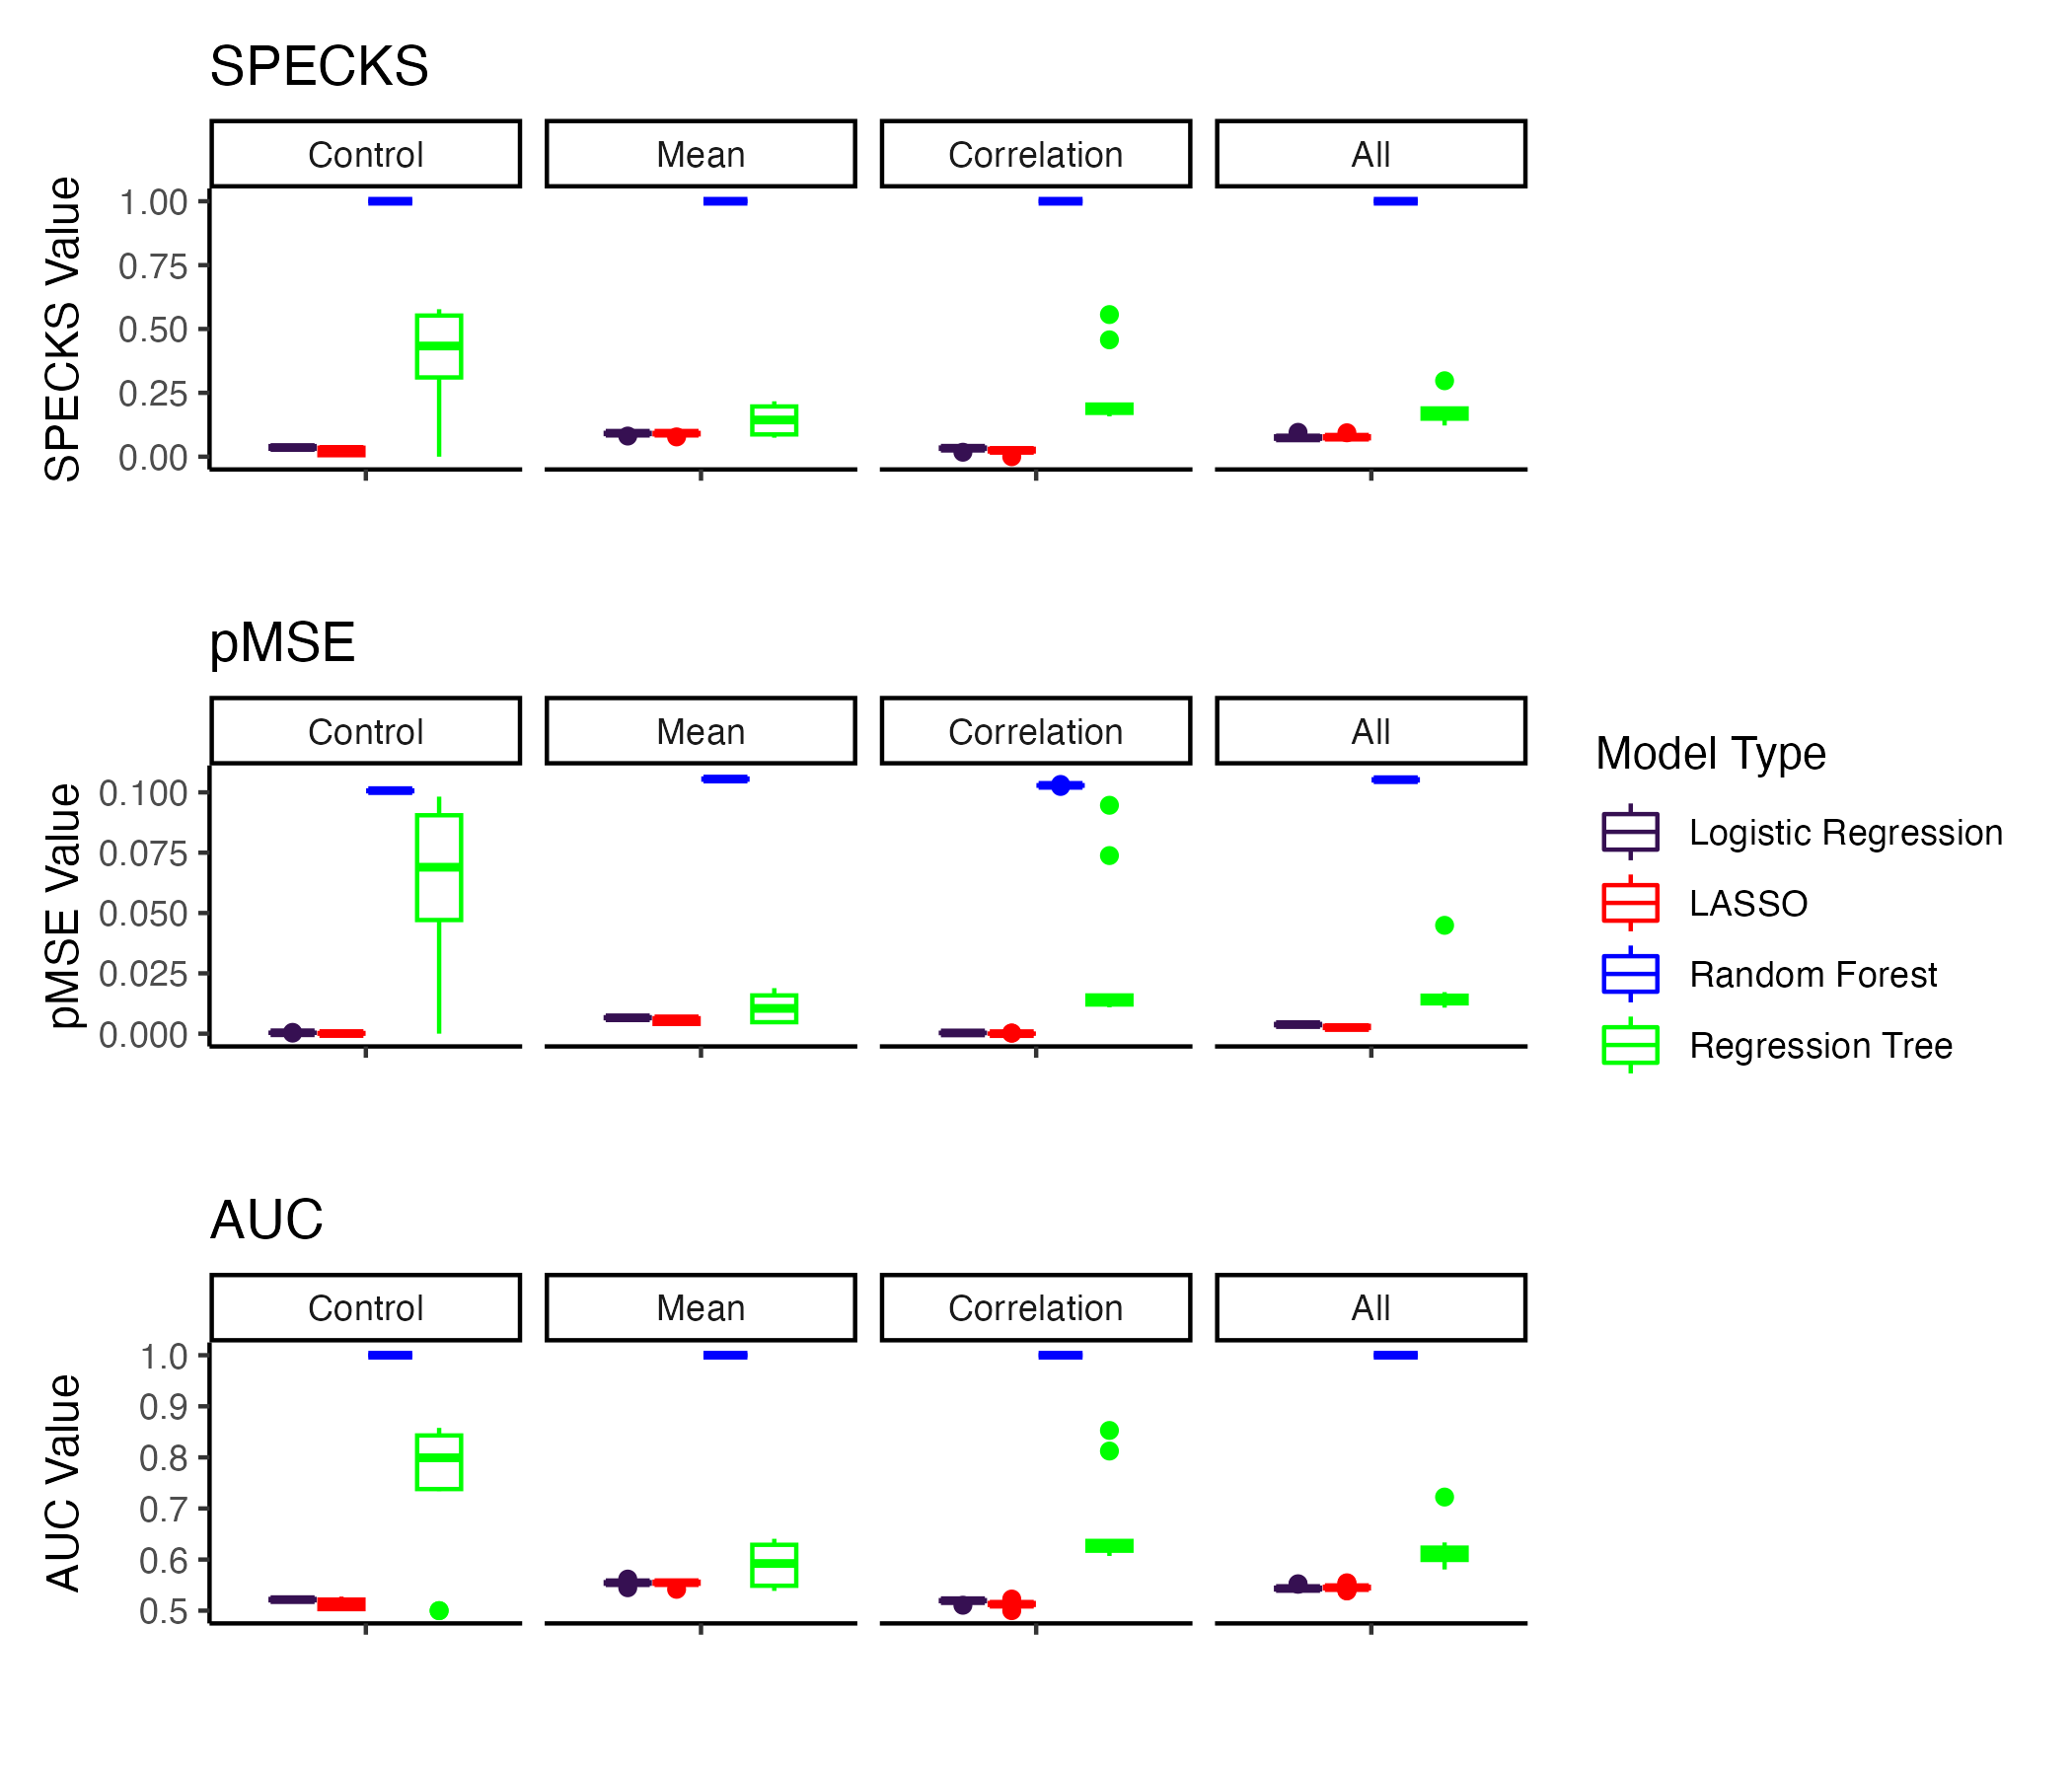 SPECKS
Control Mean Correlation All
SPECKS Value
1.00
0.75
0.50
0.25
0.00
pMSE
Control Mean Correlation All
pMSE Value
0.100
0.075
0.050
0.025
0.000
Model Type
Logistic Regression
LASSO
Random Forest
Regression Tree
AUC
Control Mean Correlation All
AUC Value
1.0
0.9
0.8
0.7
0.6
0.5